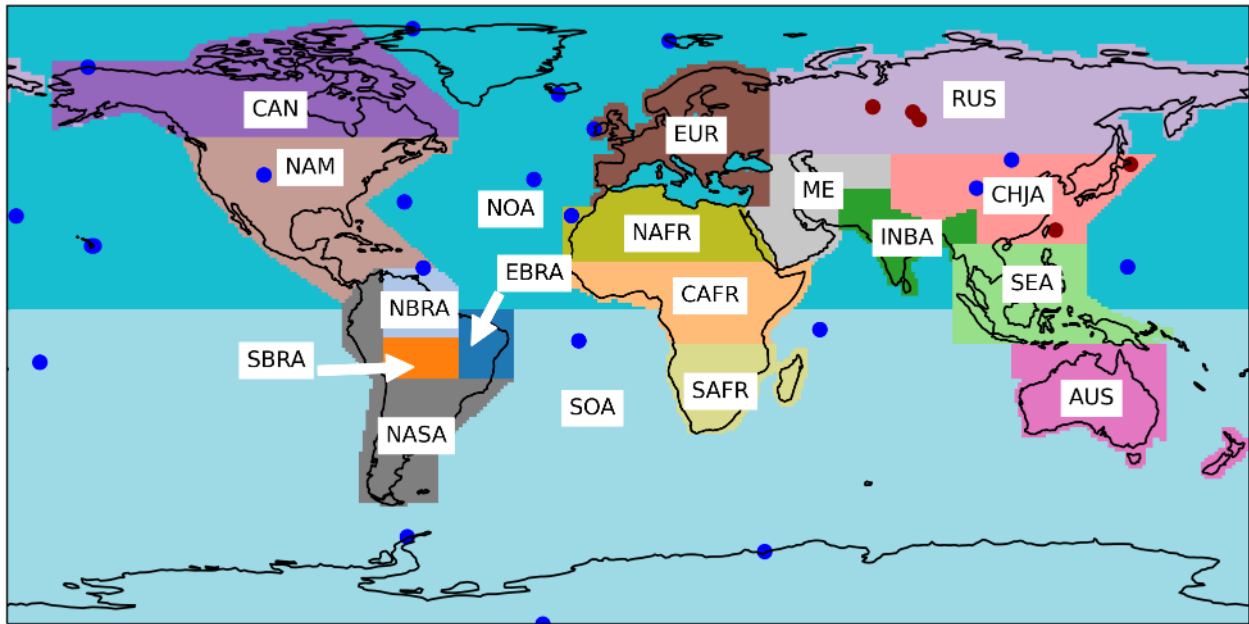 CAN
RUS
EUR
NAM
ME
CHJA
NOA
NAFR
INBA
EBRA
SEA
CAFR
NBRA
SBRA
SAFR
AUS
SOA
NASA